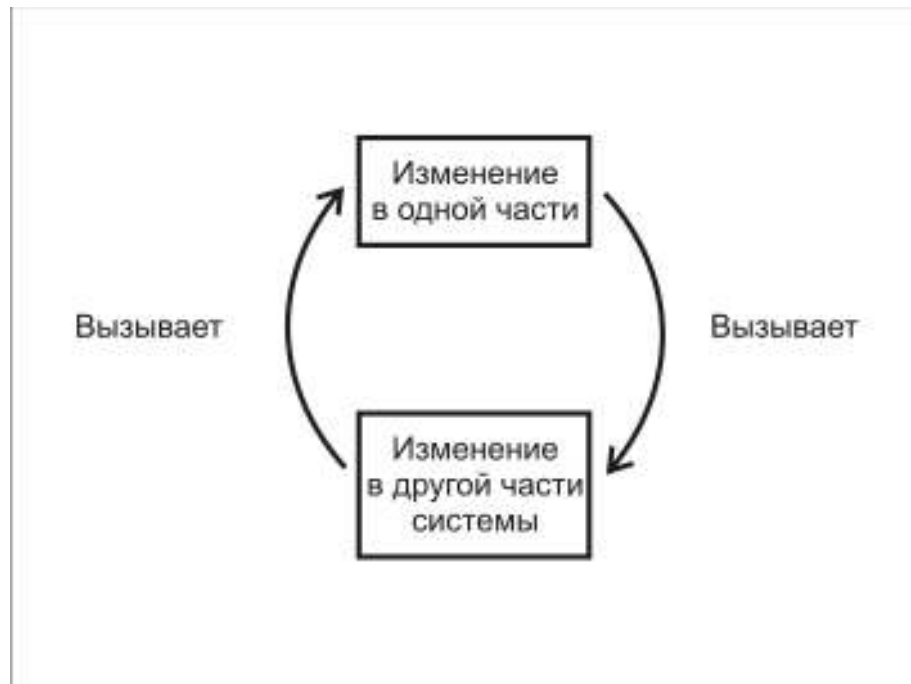 Изменение
в одной части
Вызывает
Вызывает
Изменение
в другой части
системы